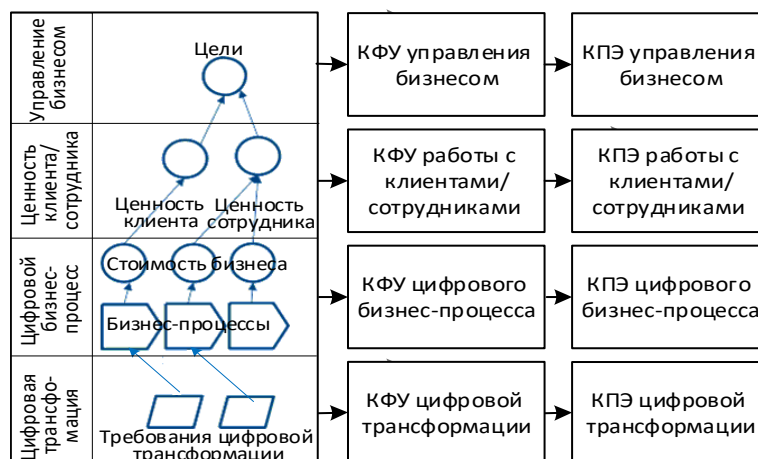 Управление
бизнесом
Цели
КФУ управления
бизнесом
КПЭ управления
бизнесом
Ценность
клиента/
сотрудника
Ценность
клиента
Ценность
сотрудника
КФУ работы с
клиентами/
сотрудниками
КПЭ работы с
клиентами/
сотрудниками
Цифровой
бизнес-
процесс
Стоимость бизнеса
Бизнес-процессы
КФУ цифрового
бизнес-процесса
КПЭ цифрового
бизнес-процесса
Цифровая
трансфо-
мация
Требования цифровой
трансформации
КФУ цифровой
трансформации
КПЭ цифровой
трансформации